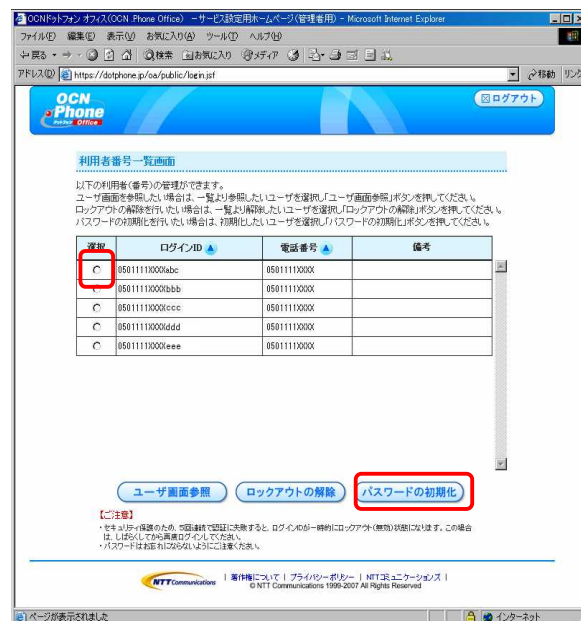 OCNドットフォン オフィス(OCN .Phone Office) －サービス設定用ホームページ(管理者用) - Microsoft Internet Explorer
ファイル(F) 編集(E) 表示(V) お気に入り(A) ツール(T) ヘルプ(H)
戻る 検索 お気に入り メディア
アドレス(D) https://dotphone.jp/oa/public/login.jsf 移動 リンク
OCN
.Phone
Office
ログアウト
利用者番号一覧画面
以下の利用者(番号)の管理ができます。
ユーザ画面を参照したい場合は、一覧より参照したいユーザを選択し「ユーザ画面参照」ボタンを押してください。
ロックアウトの解除を行いたい場合は、一覧より解除したいユーザを選択し「ロックアウトの解除」ボタンを押してください。
パスワードの初期化を行いたい場合は、初期化したいユーザを選択し「パスワードの初期化」ボタンを押してください。
選択 ログインID 電話番号 備考
0501111XXXXabc 0501111XXXX
0501111XXXXbbb 0501111XXXX
0501111XXXXccc 0501111XXXX
0501111XXXXddd 0501111XXXX
0501111XXXXeee 0501111XXXX
ユーザ画面参照 ロックアウトの解除 パスワードの初期化
【ご注意】
・セキュリティ保護のため、5回連続で認証に失敗すると、ログインIDが一時的にロックアウト(無効)状態になります。この場合
は、しばらくしてから再度ログインしてください。
・パスワードはお忘れにならないようにご注意ください。
NTT Communications | 著作権について | プライバシーポリシー | NTTコミュニケーションズ |
© NTT Communications 1999-2007 All Rights Reserved
ページが表示されました インターネット